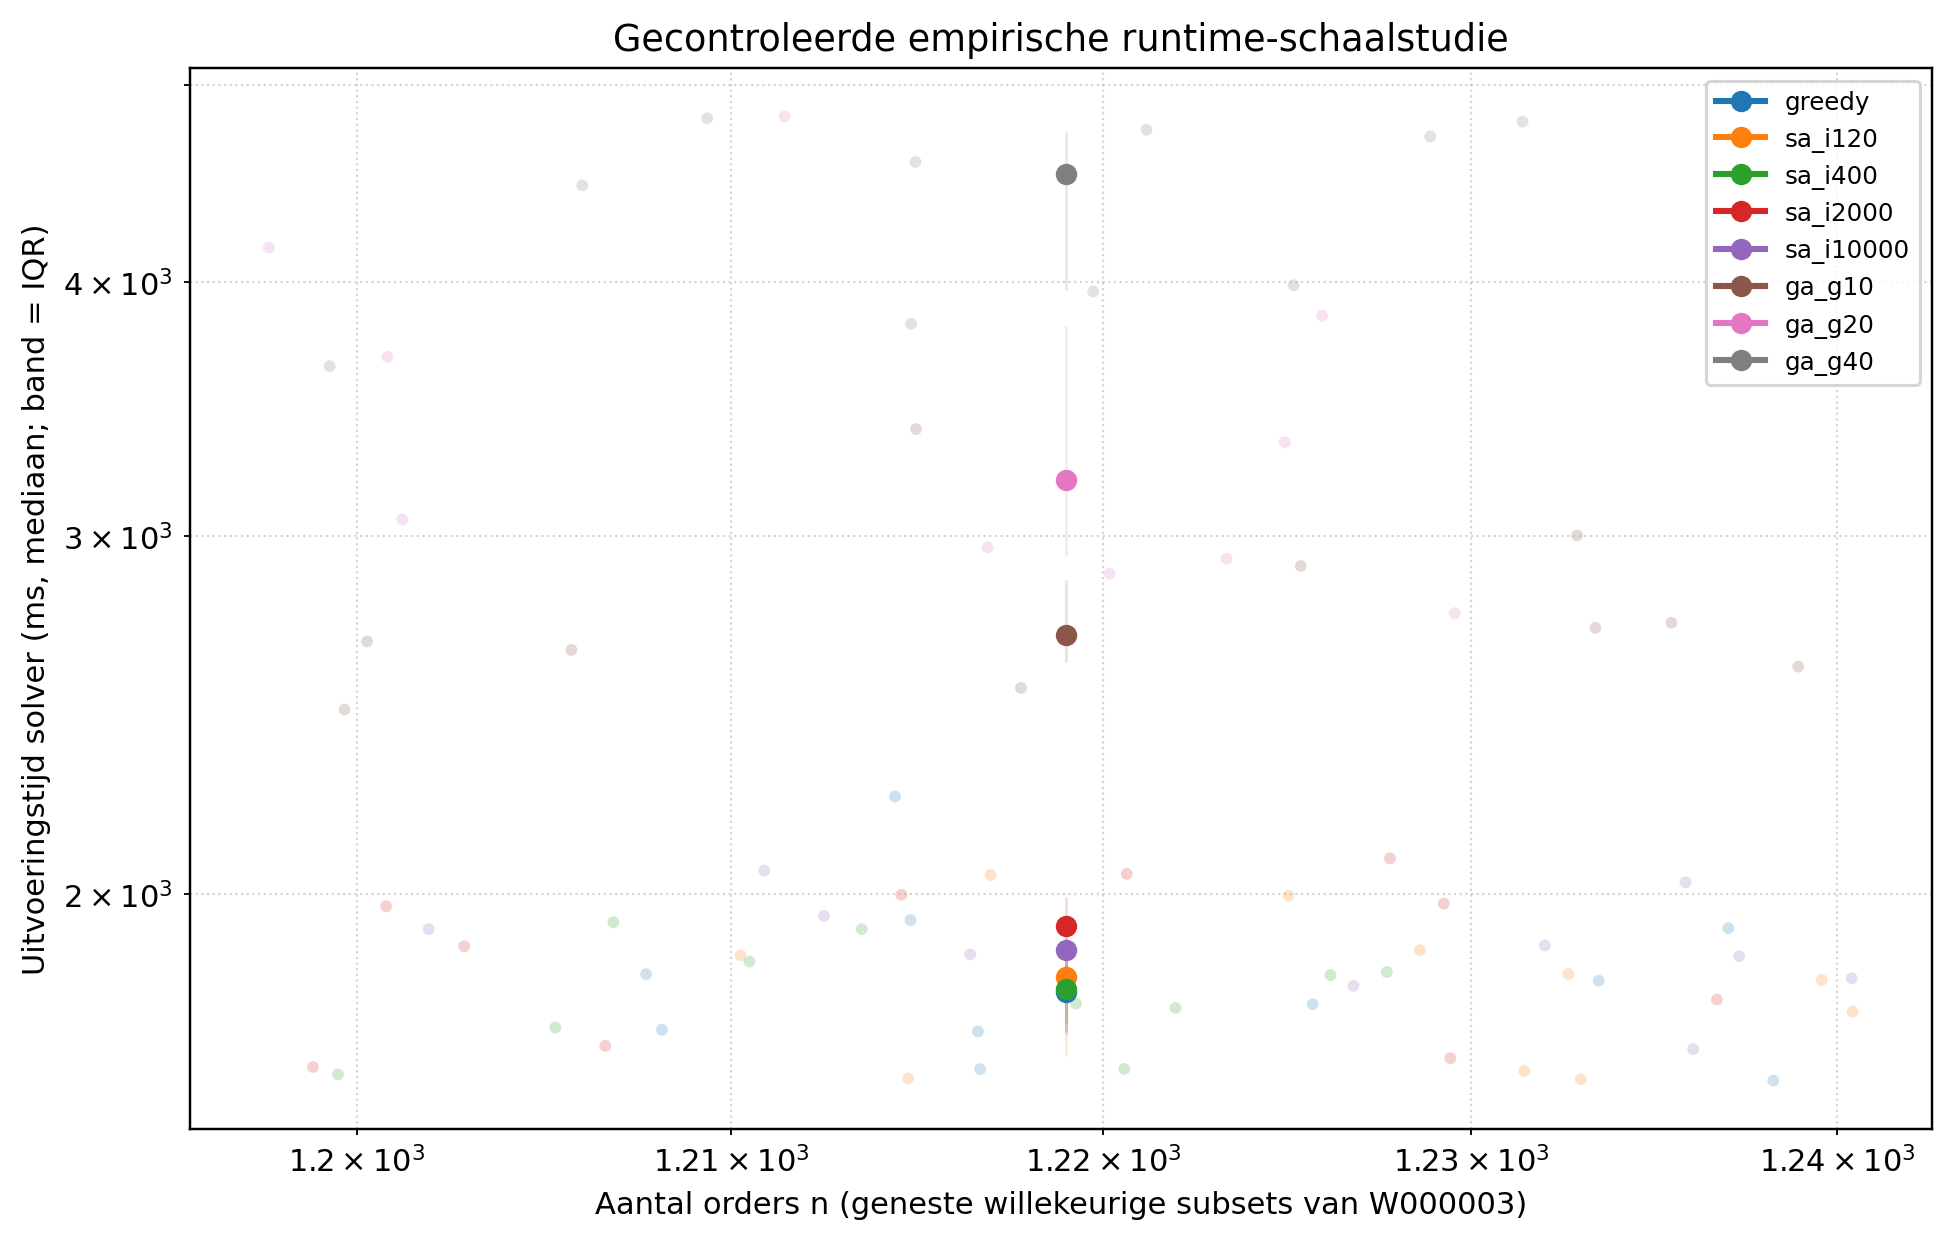 Gecontroleerde empirische runtime-schaalstudie
Uitvoeringstijd solver (ms, mediaan; band = IQR)
4 × 10³
3 × 10³
2 × 10³
greedy
sa_i120
sa_i400
sa_i2000
sa_i10000
ga_g10
ga_g20
ga_g40
1.2 × 10³
1.21 × 10³
1.22 × 10³
1.23 × 10³
1.24 × 10³
Aantal orders n (geneste willekeurige subsets van W000003)